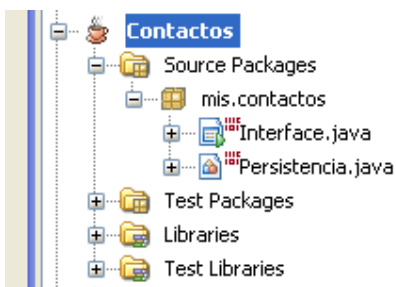 Contactos
Source Packages
mis.contactos
Interface.java
Persistencia.java
Test Packages
Libraries
Test Libraries